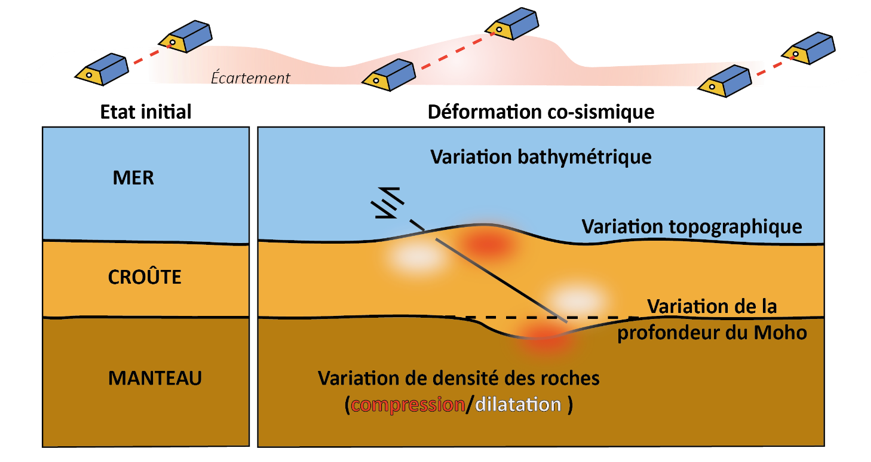 Écartement
Etat initial
Déformation co-sismique
MER
CROÛTE
MANTEAU
Variation bathymétrique
Variation topographique
Variation de la
profondeur du Moho
Variation de densité des roches
(compression/dilatation )